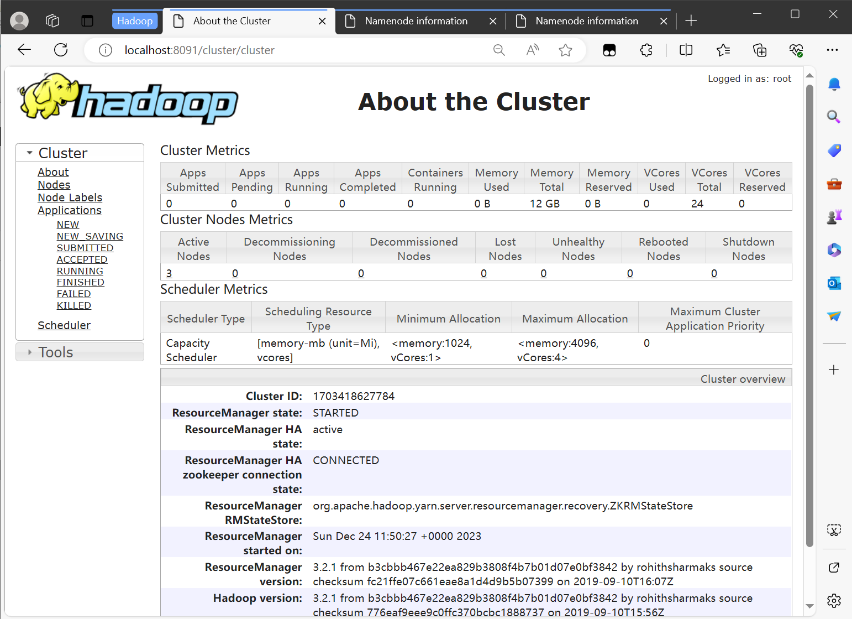 Hadoop About the Cluster Namenode information Namenode information
localhost:8091/cluster/cluster
Logged in as: root
hadoop
About the Cluster
Cluster
About
Nodes
Node Labels
Applications
NEW
NEW_SAVING
SUBMITTED
ACCEPTED
RUNNING
FINISHED
FAILED
KILLED
Scheduler
Tools
Cluster Metrics
Apps Apps Apps Apps Containers Memory Memory Memory VCores VCores VCores
Submitted Pending Running Completed Running Used Total Reserved Used Total Reserved
0 0 0 0 0 0 B 12 GB 0 B 0 24 0
Cluster Nodes Metrics
Active Decommissioning Decommissioned Lost Unhealthy Rebooted Shutdown
Nodes Nodes Nodes Nodes Nodes Nodes Nodes
3 0 0 0 0 0 0
Scheduler Metrics
Scheduler Type Scheduling Resource Minimum Allocation Maximum Allocation Maximum Cluster
Type Application Priority
Capacity [memory-mb (unit=Mi), <memory:1024, <memory:4096, 0
Scheduler vcores] vCores:1> vCores:4>
Cluster overview
Cluster ID: 1703418627784
ResourceManager state: STARTED
ResourceManager HA active
state:
ResourceManager HA CONNECTED
zookeeper connection
state:
ResourceManager org.apache.hadoop.yarn.server.resourcemanager.recovery.ZKRMStateStore
RMStateStore:
ResourceManager Sun Dec 24 11:50:27 +0000 2023
started on:
ResourceManager 3.2.1 from b3cbbb467e22ea829b3808f4b7b01d07e0bf3842 by rohithsharmaks source
version: checksum fc21ffe07c661eae8a1d4d9b5b07399 on 2019-09-10T16:07Z
Hadoop version: 3.2.1 from b3cbbb467e22ea829b3808f4b7b01d07e0bf3842 by rohithsharmaks source
checksum 776eaf9eee9c0ffc370bcbc1888737 on 2019-09-10T15:56Z